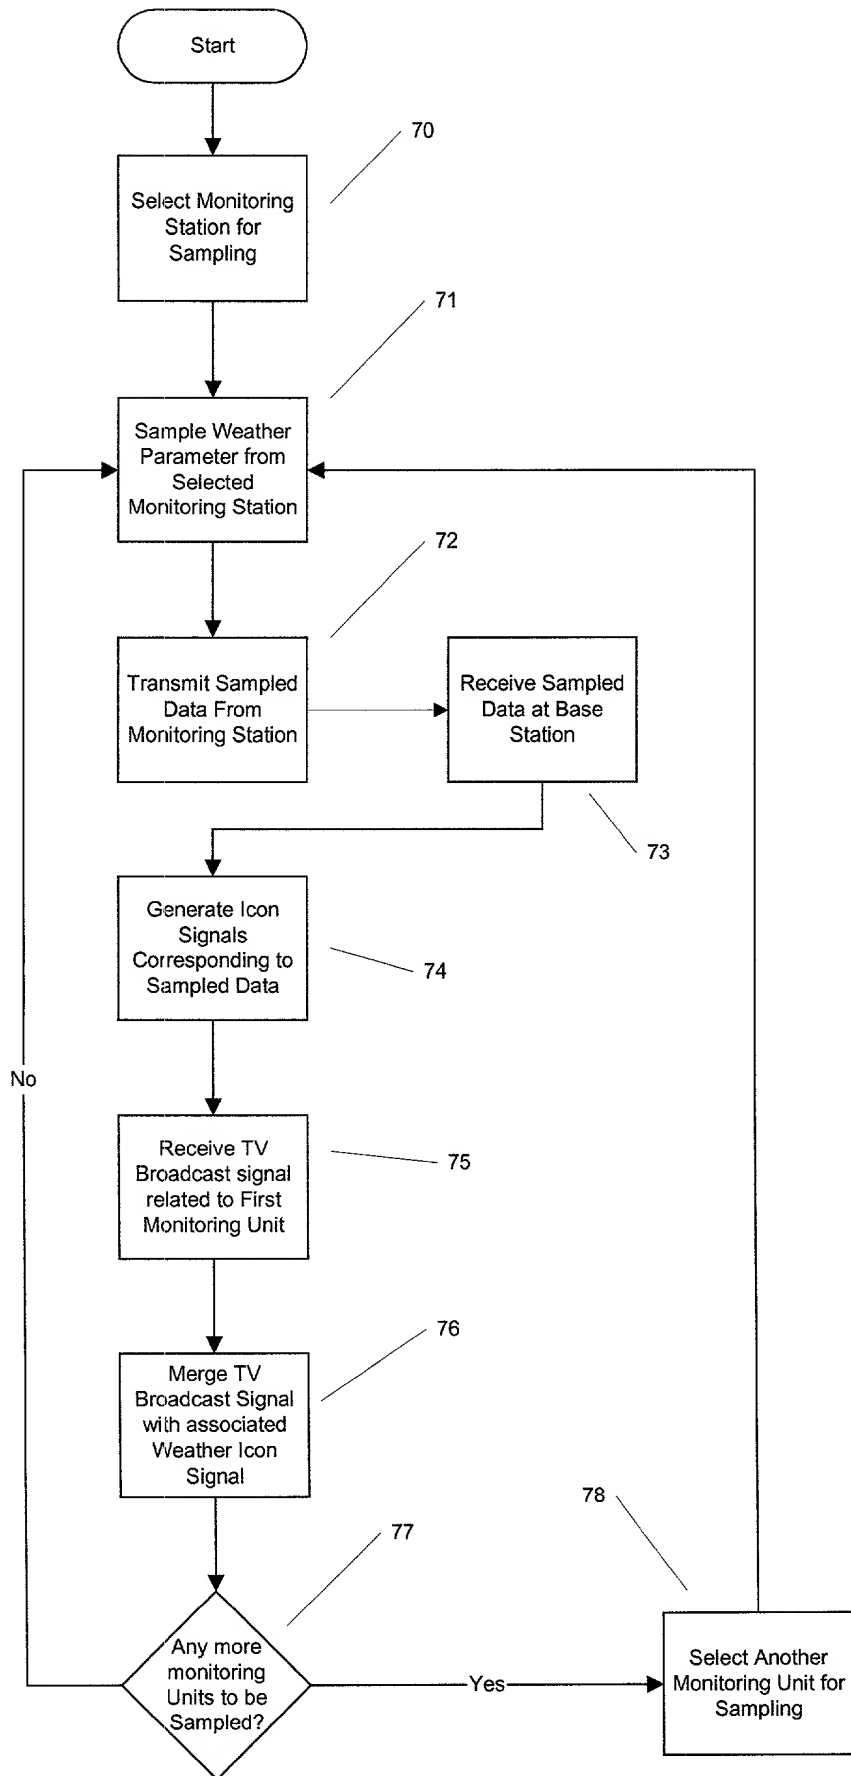 Start
70
Select Monitoring
Station for
Sampling
71
Sample Weather
Parameter from
Selected
Monitoring Station
72
Transmit Sampled
Data From
Monitoring Station
Receive Sampled
Data at Base
Station
73
Generate Icon
Signals
Corresponding to
Sampled Data
74
No
Receive TV
Broadcast signal
related to First
Monitoring Unit
75
76
Merge TV
Broadcast Signal
with associated
Weather Icon
Signal
77
Any more
monitoring
Units to be
Sampled?
Yes
78
Select Another
Monitoring Unit for
Sampling